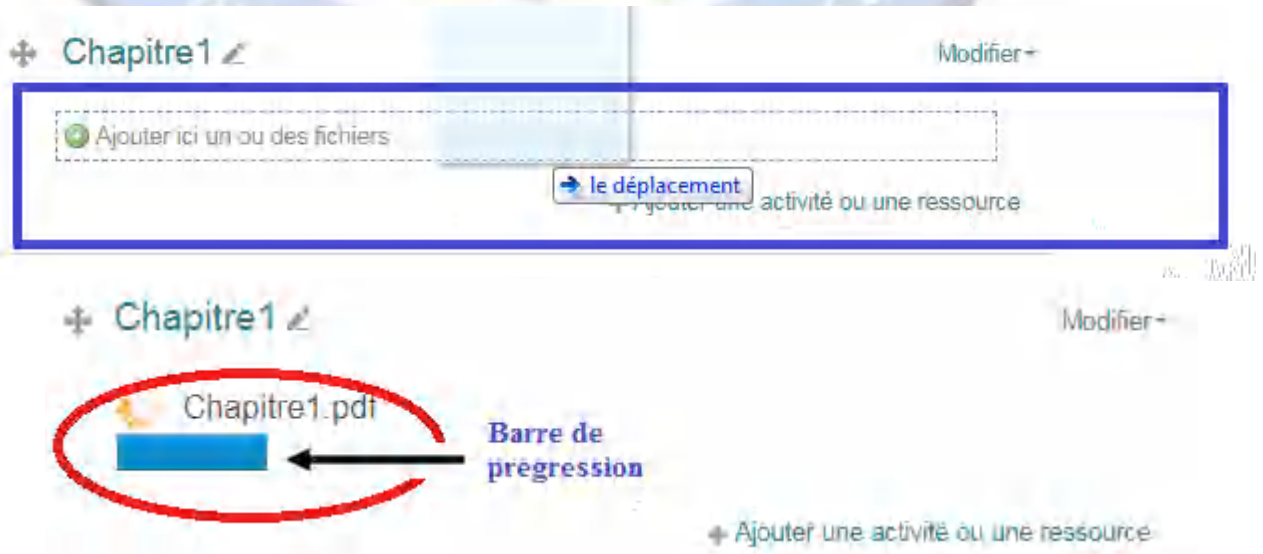 Chapitre1
Modifier
Ajouter ici un ou des fichiers
le déplacement
Ajouter une activité ou une ressource
Chapitre1
Modifier
Chapitre1.pdf
Barre de
pregression
Ajouter une activité ou une ressource